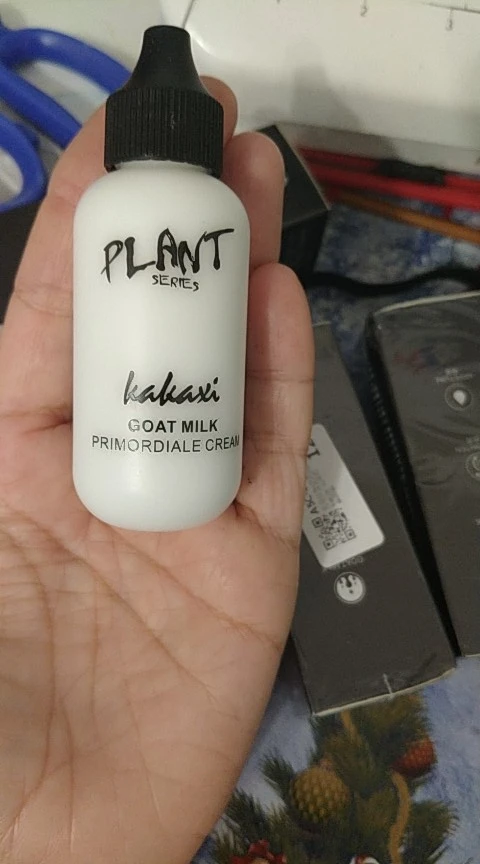 PLANT
SERIES
kakaxi
GOAT MILK
PRIMORDIALE CREAM